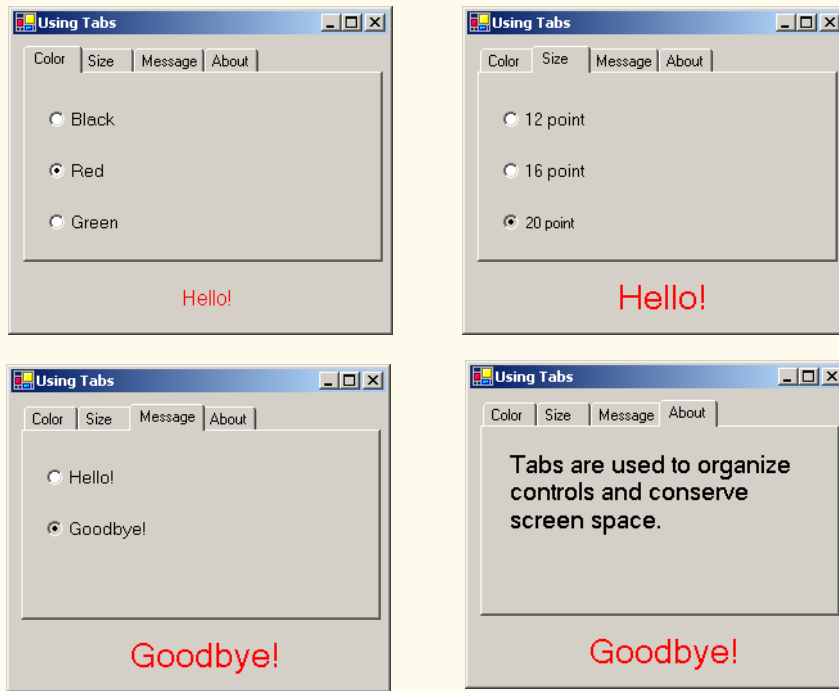 Using Tabs
Color Size Message About
Black
Red
Green
Hello!
Using Tabs
Color Size Message About
12 point
16 point
20 point
Hello!
Using Tabs
Color Size Message About
Hello!
Goodbye!
Goodbye!
Using Tabs
Color Size Message About
Tabs are used to organize
controls and conserve
screen space.
Goodbye!